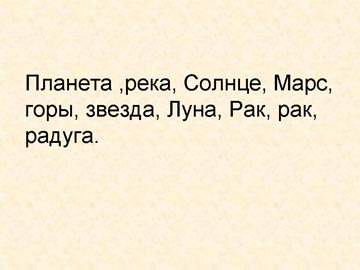 Планета ,река, Солнце, Марс,
горы, звезда, Луна, Рак, рак,
радуга.